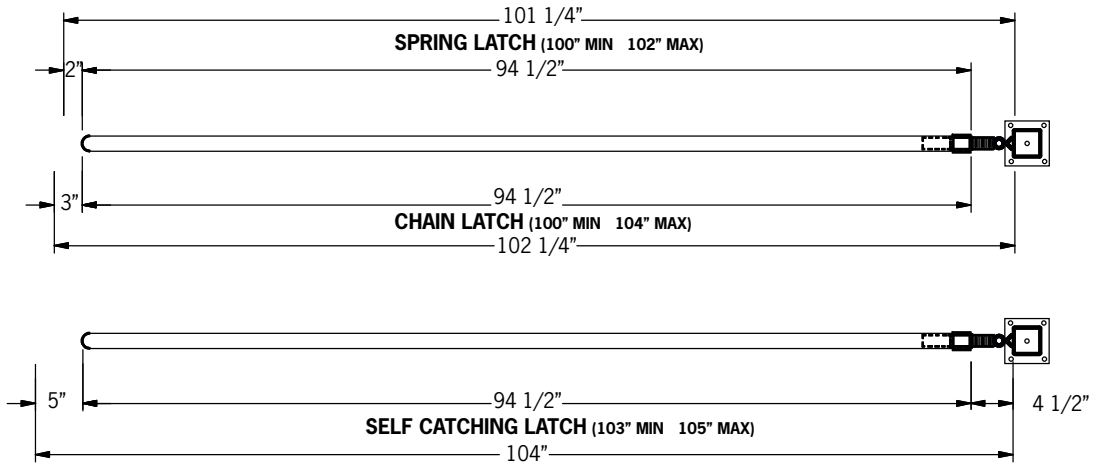 101 1/4”
SPRING LATCH (100” MIN 102” MAX)
2” 94 1/2”
3” 94 1/2”
CHAIN LATCH (100” MIN 104” MAX)
102 1/4”
5” 94 1/2” 4 1/2”
SELF CATCHING LATCH (103” MIN 105” MAX)
104”